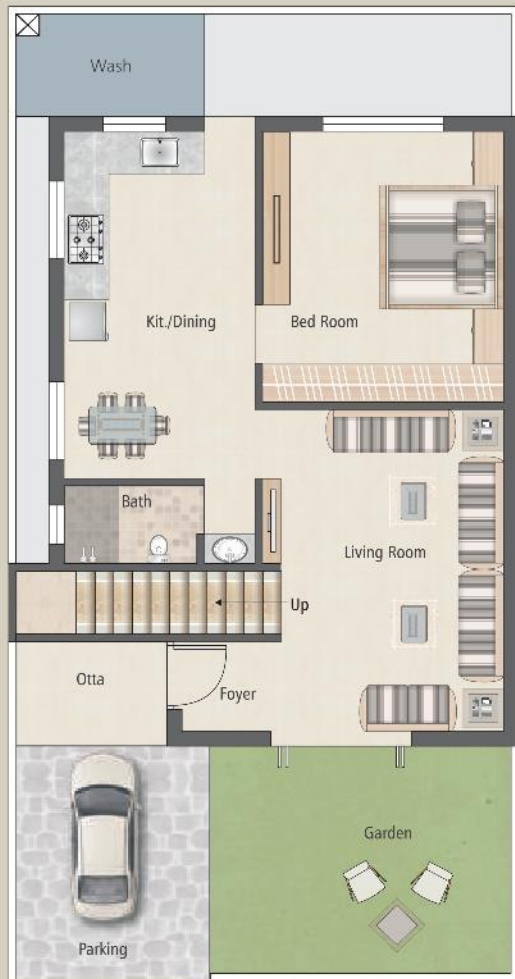 Wash
Kit./Dining
Bed Room
Bath
Living Room
Up
Otta
Foyer
Garden
Parking